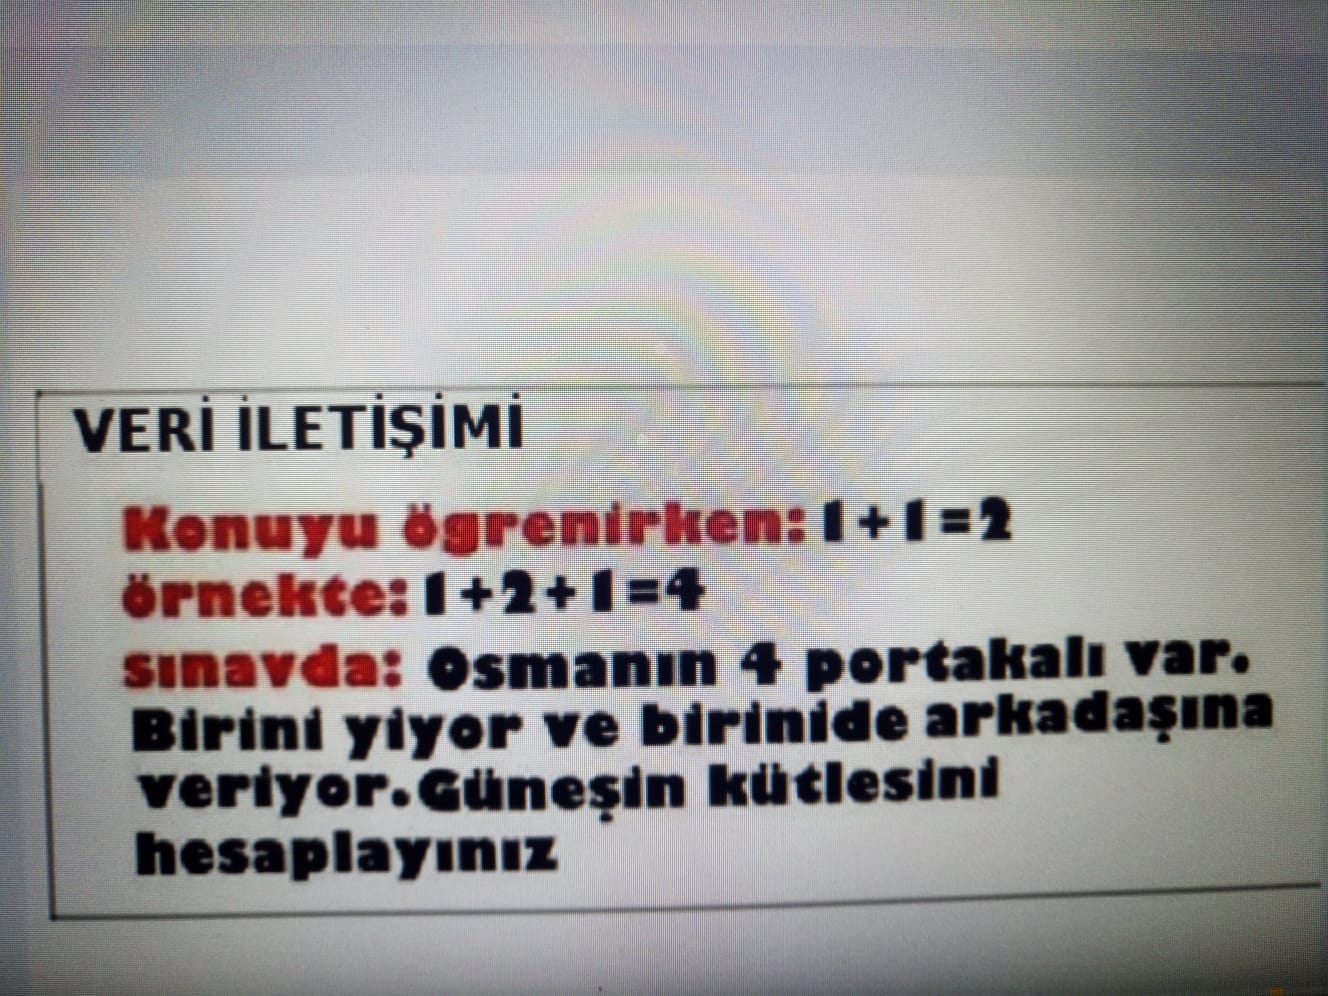 VERİ İLETİŞİMİ
Konuyu ögrenirken: 1+1=2
örnekte: 1+2+1=4
sınavda: Osmanın 4 portakalı var.
Birini yiyor ve birinide arkadaşına
veriyor.Güneşin kütlesini
hesaplayınız